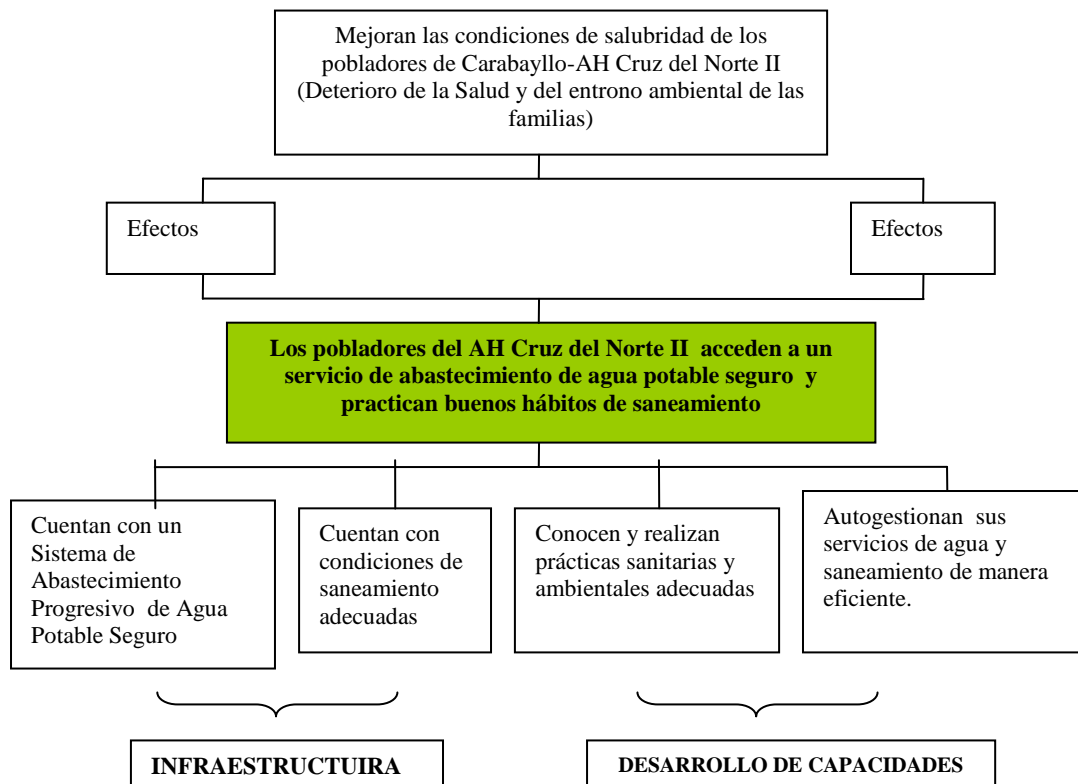 Mejoran las condiciones de salubridad de los
pobladores de Carabayllo-AH Cruz del Norte II
(Deterioro de la Salud y del entrono ambiental de las
familias)
Efectos
Efectos
Los pobladores del AH Cruz del Norte II acceden a un
servicio de abastecimiento de agua potable seguro y
practican buenos hábitos de saneamiento
Cuentan con un
Sistema de
Abastecimiento
Progresivo de Agua
Potable Seguro
Cuentan con
condiciones de
saneamiento
adecuadas
Conocen y realizan
prácticas sanitarias y
ambientales adecuadas
Autogestionan sus
servicios de agua y
saneamiento de manera
eficiente.
INFRAESTRUCTUIRA
DESARROLLO DE CAPACIDADES